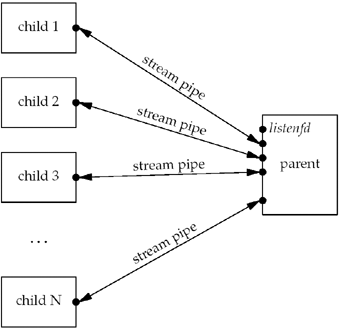 child 1
stream pipe
child 2
stream pipe
listenfd
child 3
stream pipe
parent
...
stream pipe
child N